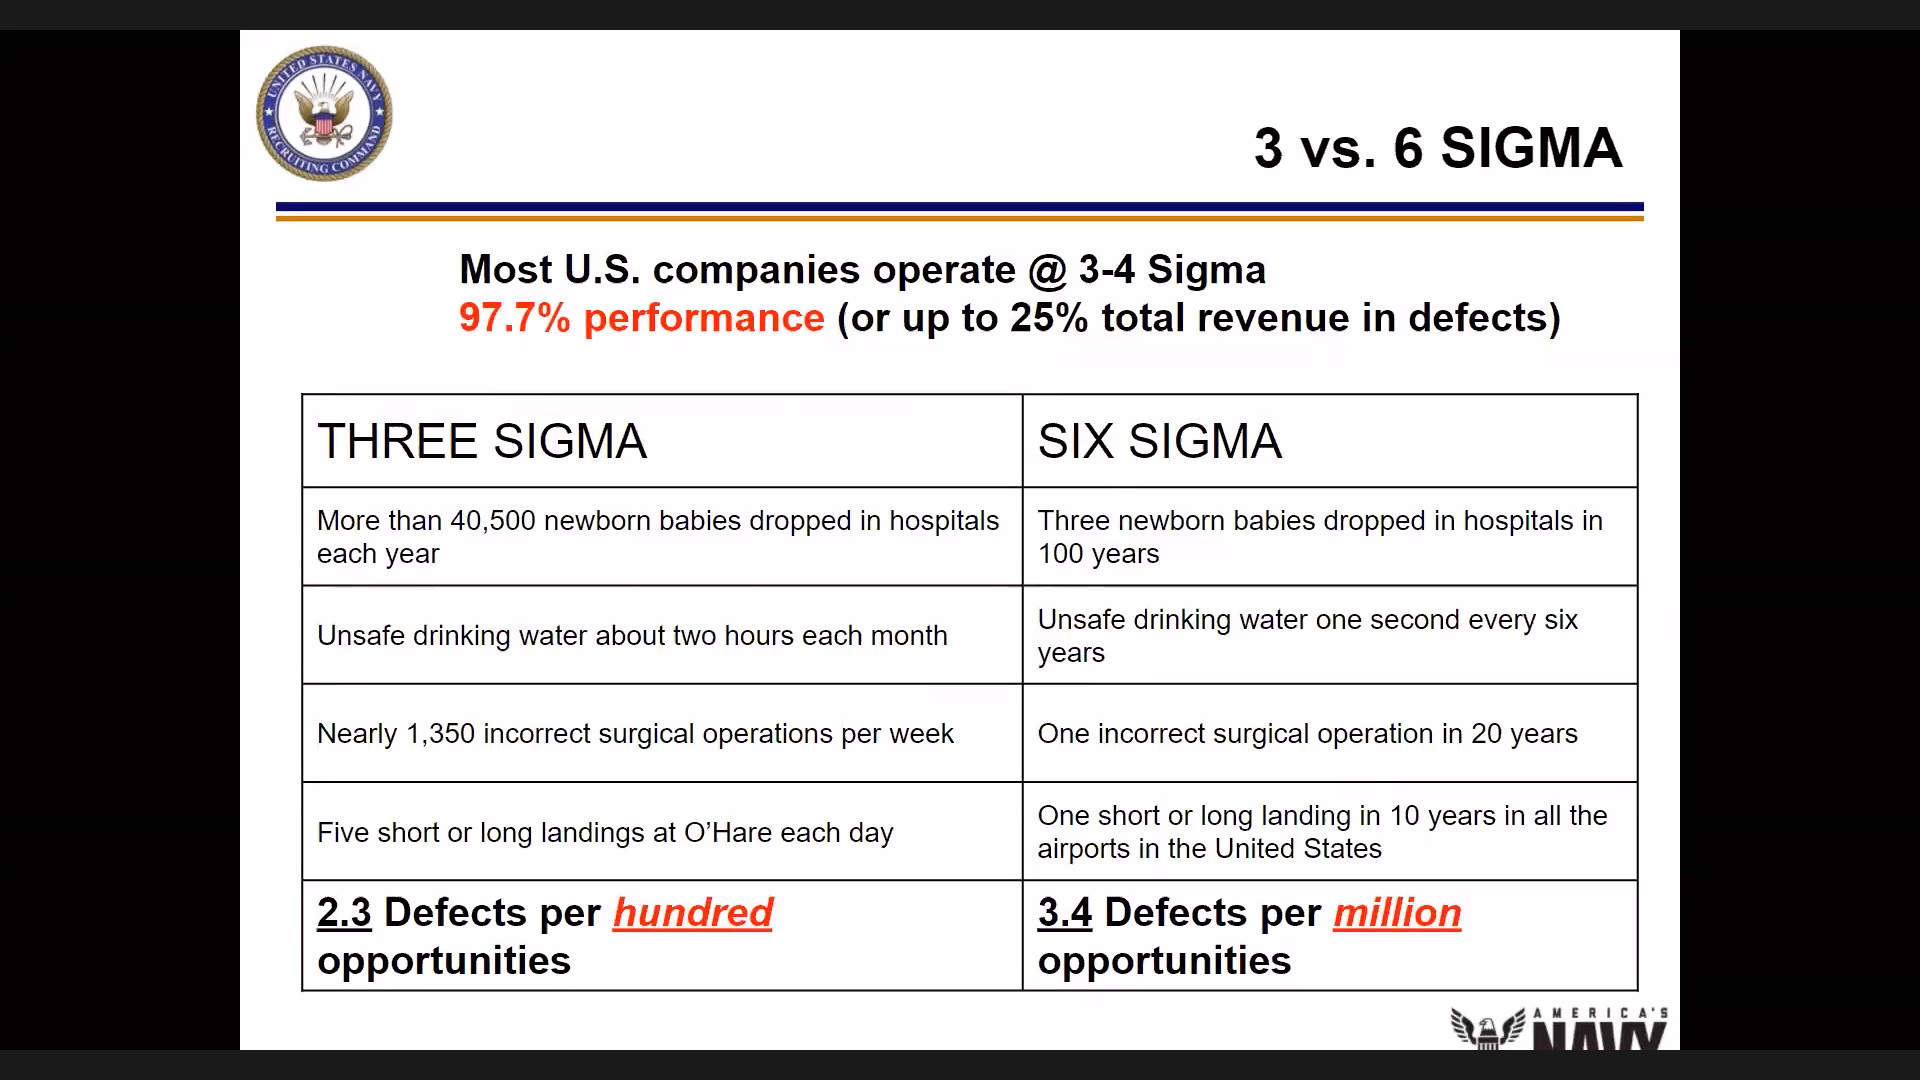 UNITED STATES NAVY
RECRUITING COMMAND
3 vs. 6 SIGMA
Most U.S. companies operate @ 3-4 Sigma
97.7% performance (or up to 25% total revenue in defects)
THREE SIGMA
SIX SIGMA
More than 40,500 newborn babies dropped in hospitals
each year
Three newborn babies dropped in hospitals in
100 years
Unsafe drinking water about two hours each month
Unsafe drinking water one second every six
years
Nearly 1,350 incorrect surgical operations per week
One incorrect surgical operation in 20 years
Five short or long landings at O’Hare each day
One short or long landing in 10 years in all the
airports in the United States
2.3 Defects per hundred
opportunities
3.4 Defects per million
opportunities
AMERICA'S
NAVY